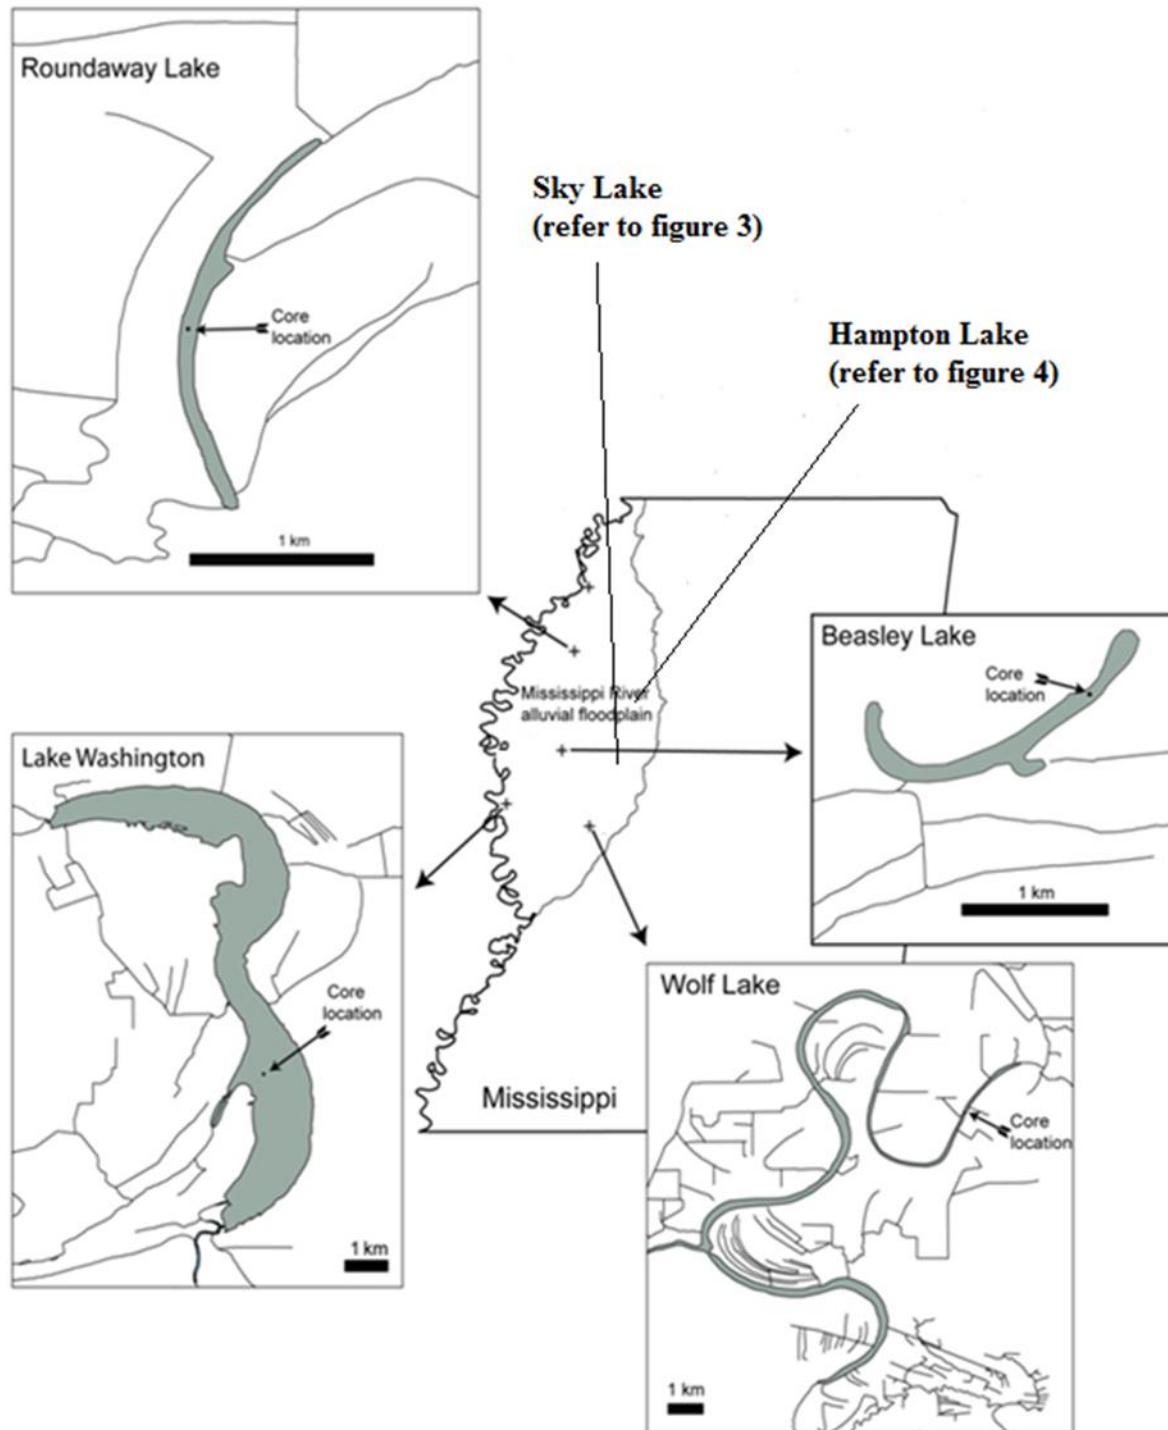 Roundaway Lake
Core
location
1 km
Sky Lake
(refer to figure 3)
Hampton Lake
(refer to figure 4)
Mississippi River
alluvial floodplain
Mississippi
Beasley Lake
Core
location
1 km
Lake Washington
Core
location
1 km
Wolf Lake
Core
location
1 km